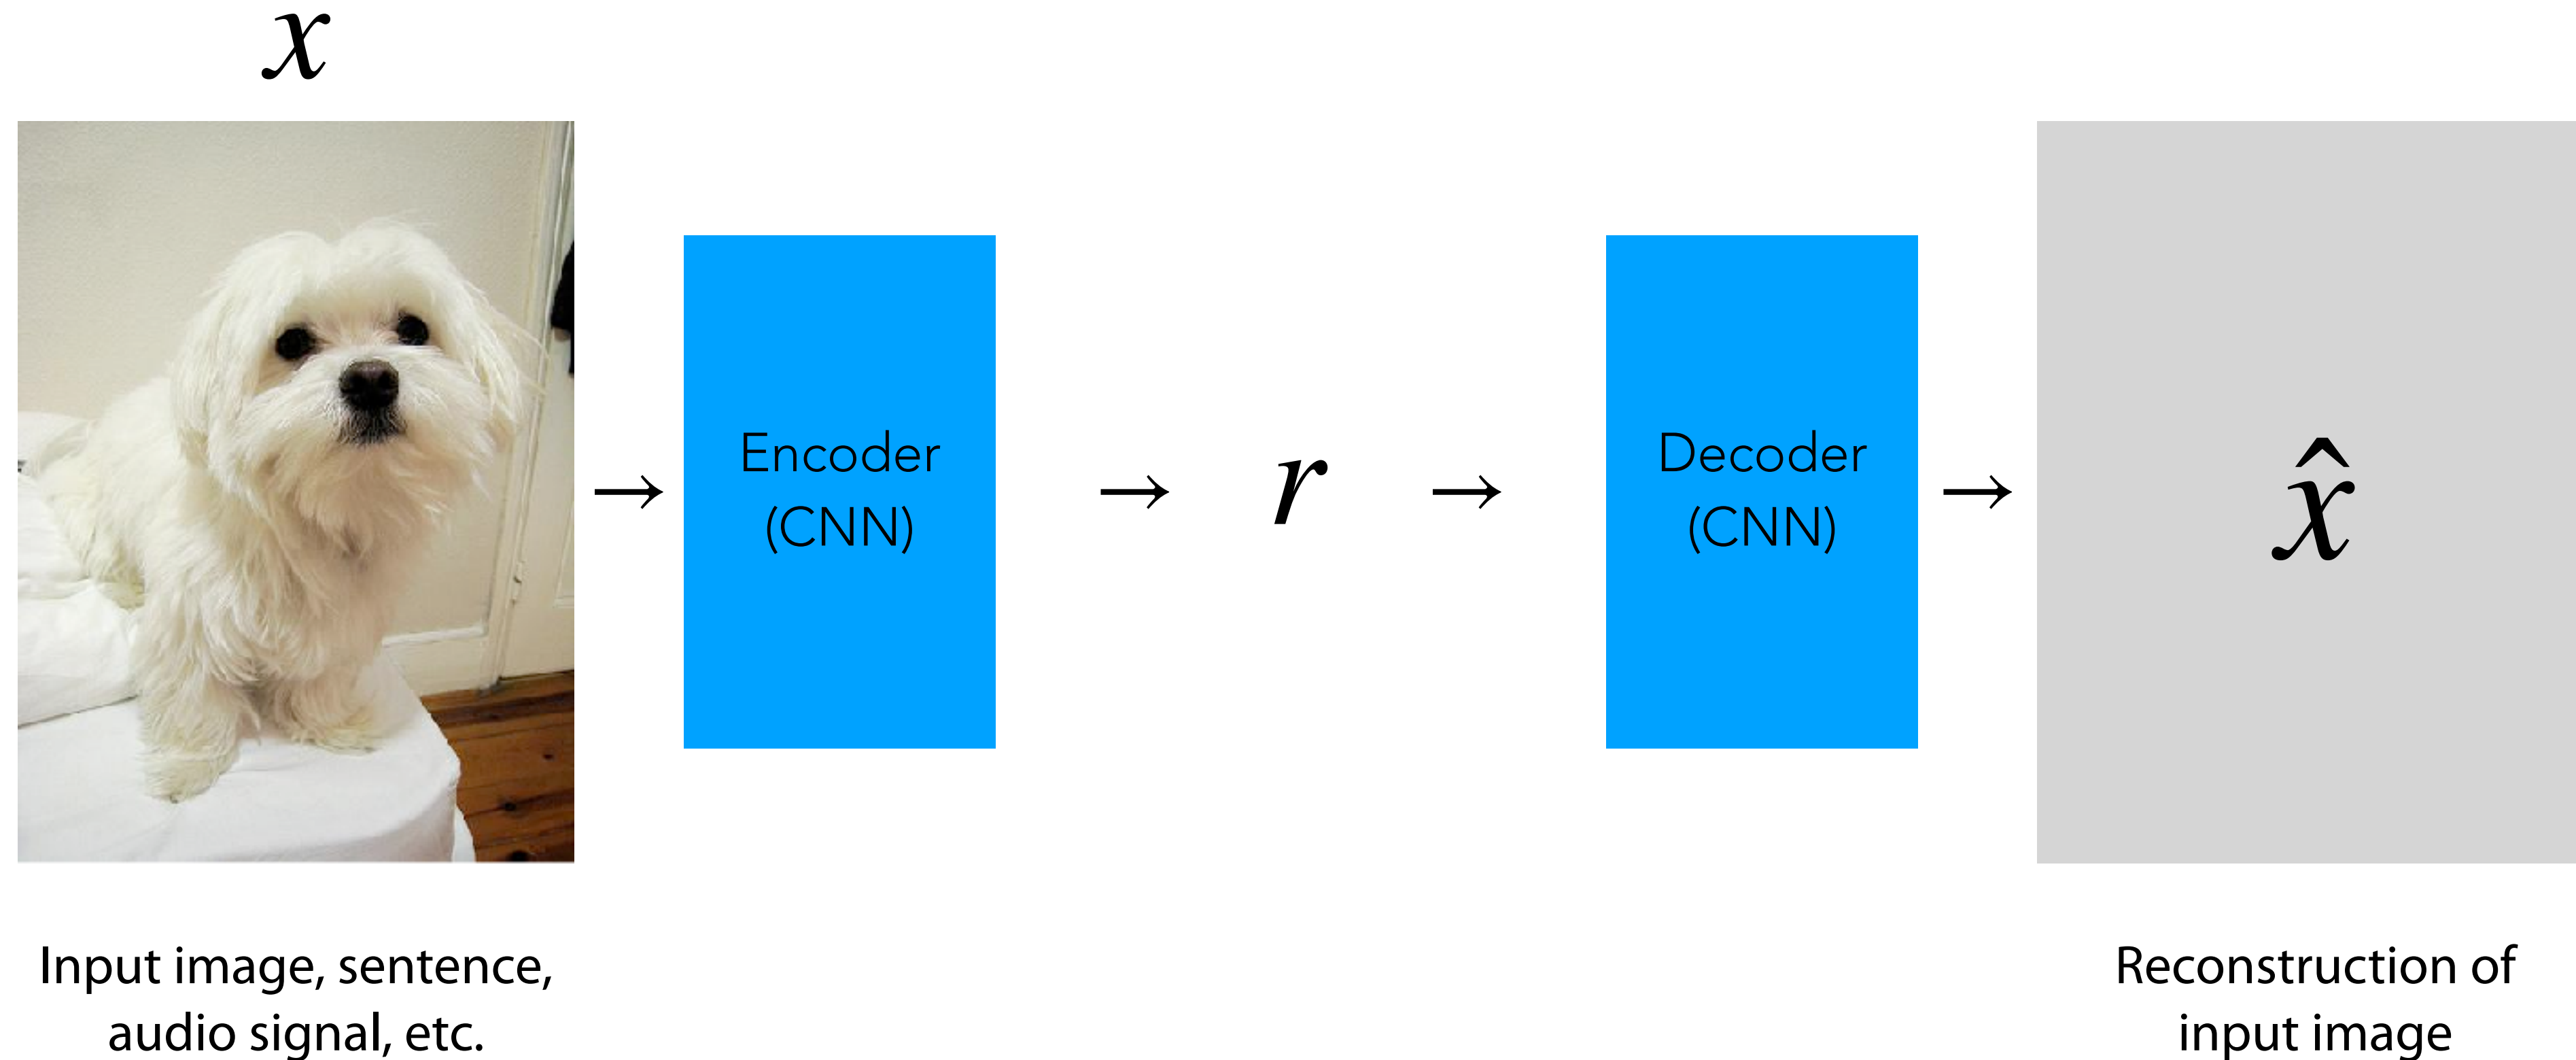 x
Encoder
(CNN)
r
Decoder
(CNN)
x̂
Input image, sentence,
audio signal, etc.
Reconstruction of
input image